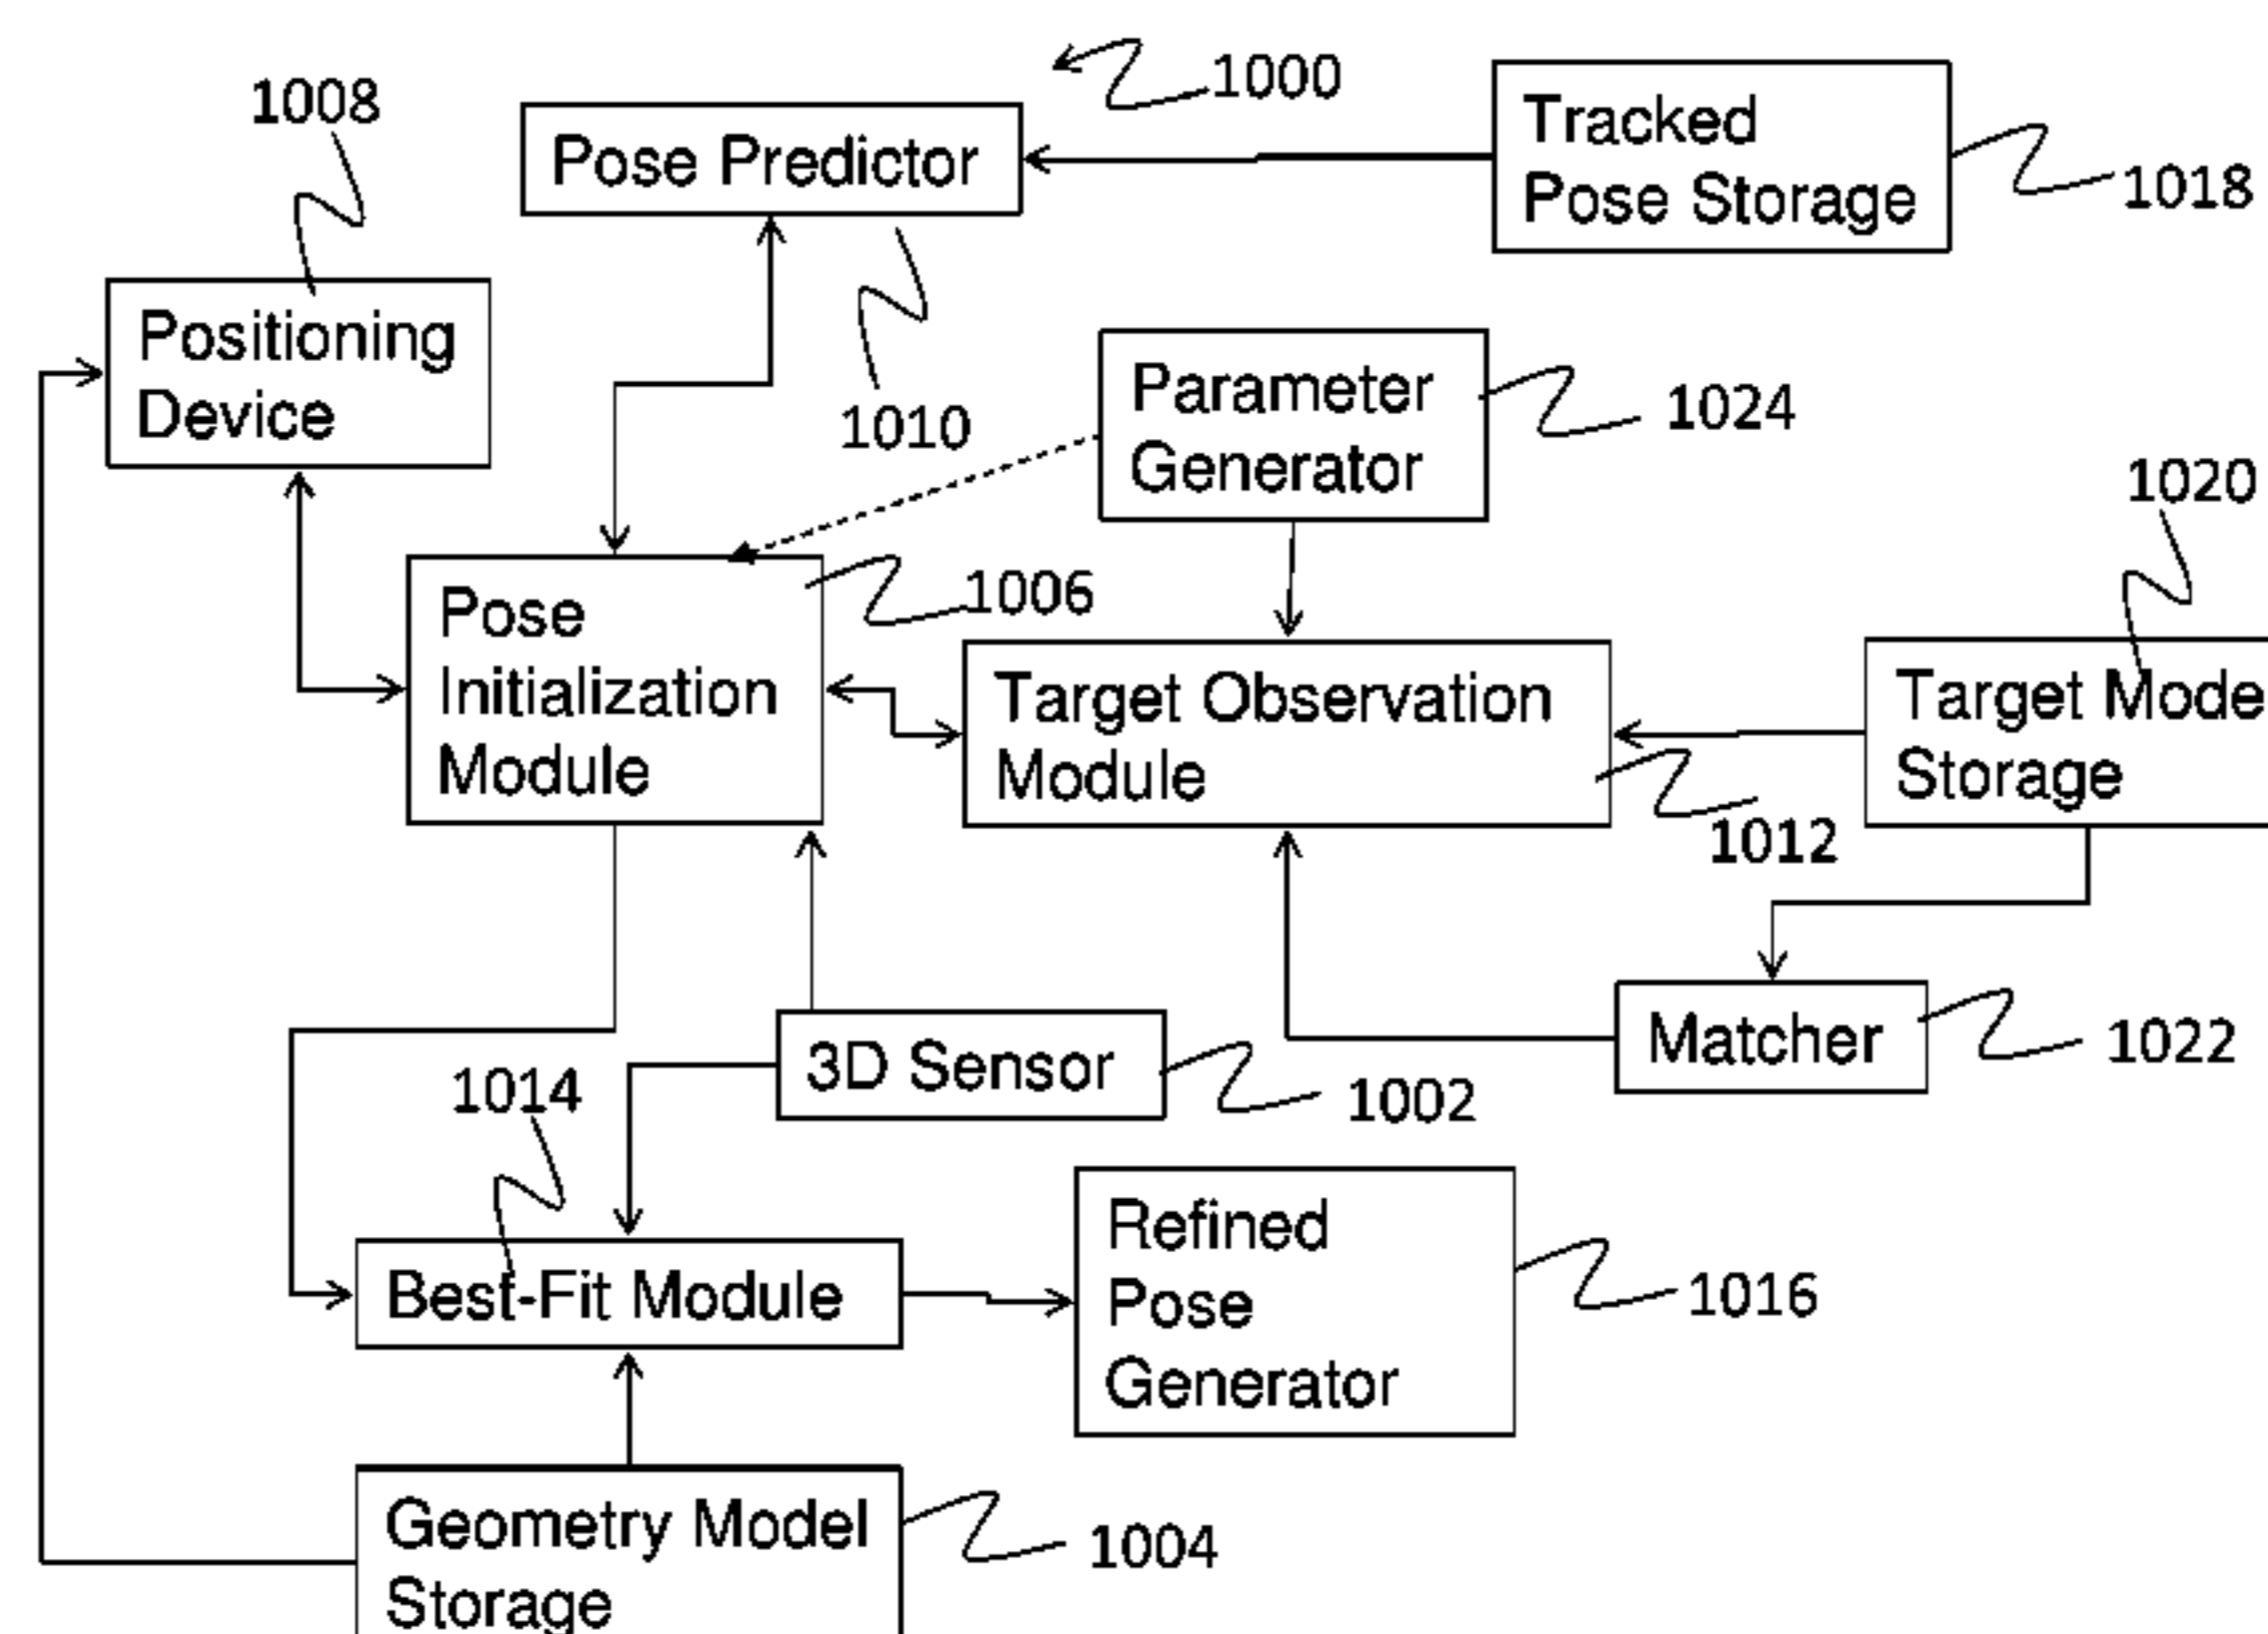 1000
1008
Pose Predictor
Tracked
Pose Storage
1018
Positioning
Device
1010
Parameter
Generator
1024
1020
Pose
Initialization
Module
1006
Target Observation
Module
1012
Target Mode
Storage
3D Sensor
1002
Matcher
1022
1014
Best-Fit Module
Refined
Pose
Generator
1016
Geometry Model
Storage
1004